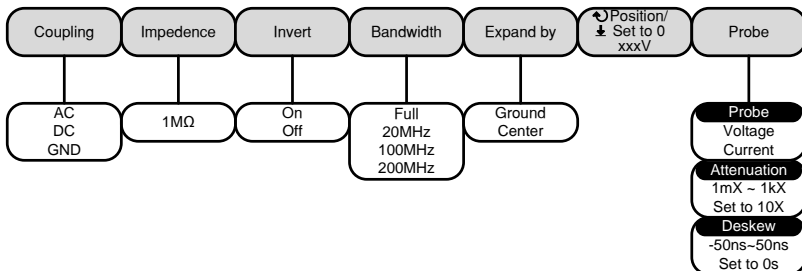 Coupling
Impedence
Invert
Bandwidth
Expand by
Position/
Set to 0
xxxV
Probe
AC
DC
GND
1MΩ
On
Off
Full
20MHz
100MHz
200MHz
Ground
Center
Probe
Voltage
Current
Attenuation
1mX ~ 1kX
Set to 10X
Deskew
-50ns~50ns
Set to 0s